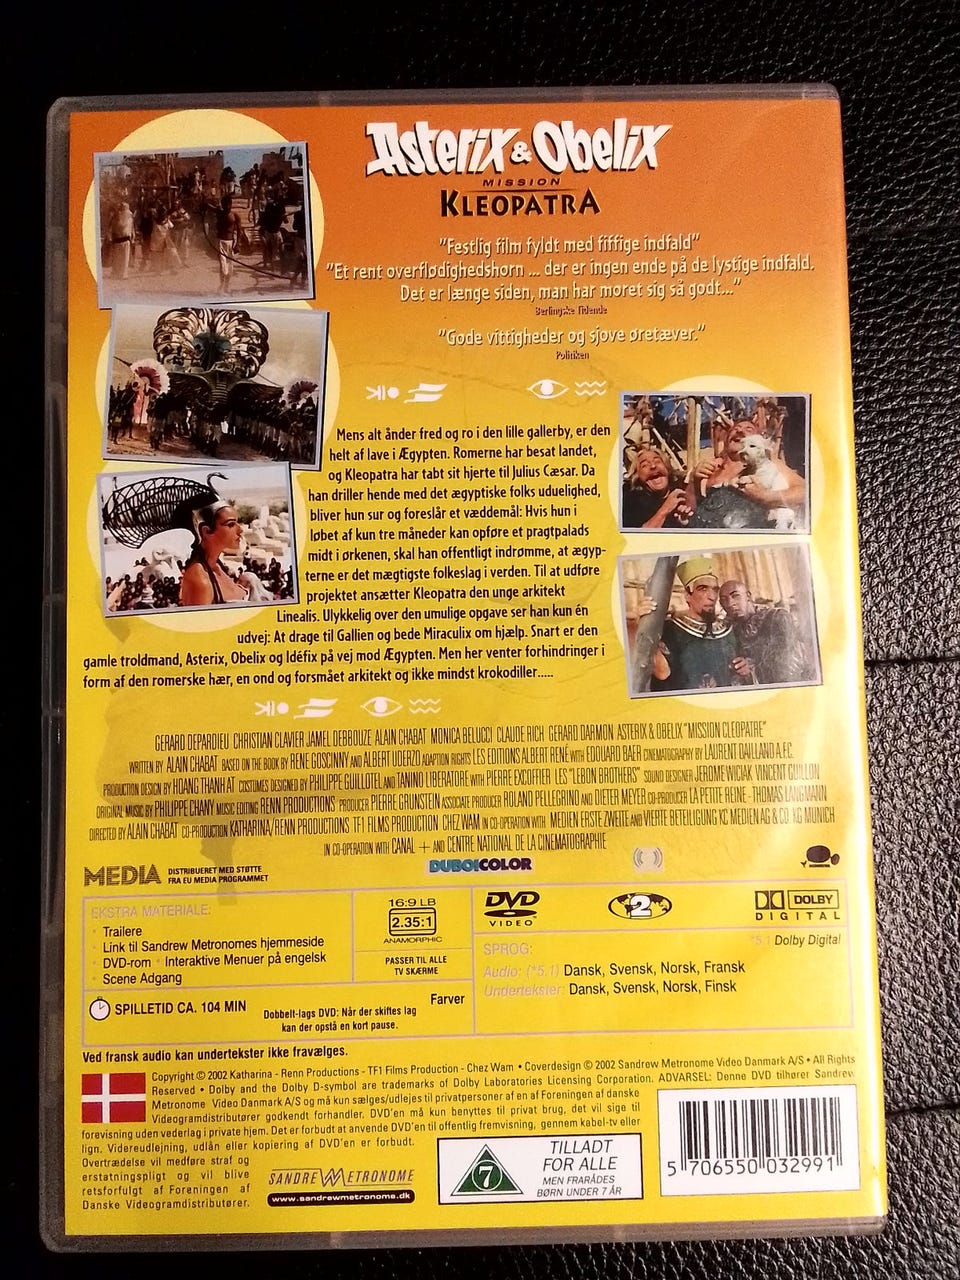 Asterix & Obelix
MISSION
KLEOPATRA
"Festlig film fyldt med fiffige indfald"
"Et rent overflødighedshorn ... der er ingen ende på de lystige indfald.
Det er længe siden, man har moret sig så godt..."
Berlingske Tidende
"Gode vittigheder og sjove øretæver."
Politiken
Mens alt ånder fred og ro i den lille gallerby, er den
helt af lave i Ægypten. Romerne har besat landet,
og Kleopatra har tabt sit hjerte til Julius Cæsar. Da
han driller hende med det ægyptiske folks uduelighed,
bliver hun sur og foreslår et væddemål: Hvis hun i
løbet af kun tre måneder kan opføre et pragtpalads
midt i ørkenen, skal han offentligt indrømme, at ægyp-
terne er det mægtigste folkeslag i verden. Til at udføre
projektet ansætter Kleopatra den unge arkitekt
Linealis. Ulykkelig over den umulige opgave ser han kun én
udvej: At drage til Gallien og bede Miraculix om hjælp. Snart er den
gamle troldmand, Asterix, Obelix og Idéfix på vej mod Ægypten. Men her venter forhindringer i
form af den romerske hær, en ond og forsmået arkitekt og ikke mindst krokodiller.....
GERARD DEPARDIEU CHRISTIAN CLAVIER JAMEL DEBBOUZE ALAIN CHABAT MONICA BELUCCI CLAUDE RICH GERARD DARMON ASTERIX & OBELIX "MISSION CLEOPATRE"
WRITTEN BY ALAIN CHABAT BASED ON THE BOOK BY RENE GOSCINNY AND ALBERT UDERZO ADAPTION RIGHTS LES EDITIONS ALBERT RENÉ WITH EDOUARD BAER CINEMATOGRAPHY BY LAURENT DAILLAND A.F.C.
PRODUCTION DESIGN BY HOANG THANH AT COSTUMES DESIGNED BY PHILIPPE GUILLOTEL AND TANINO LIBERATORE WITH PIERRE EXCOFFIER LES "LEBON BROTHERS" SOUND DESIGNER JEROME WICIAK VINCENT GUILLON
ORIGINAL MUSIC BY PHILIPPE CHANY MUSIC EDITING RENN PRODUCTIONS PRODUCER PIERRE GRUNSTEIN ASSOCIATE PRODUCER ROLAND PELLEGRINO AND DIETER MEYER CO-PRODUCER LA PETITE REINE - THOMAS LANGMANN
DIRECTED BY ALAIN CHABAT CO-PRODUCTION KATHARINA/RENN PRODUCTIONS TF1 FILMS PRODUCTION CHEZ WAM IN CO-OPERATION WITH MEDIEN ERSTE ZWEITE AND VIERTE BETEILIGUNG KC MEDIEN AG & CO. KG MUNICH
IN CO-OPERATION WITH CANAL + AND CENTRE NATIONAL DE LA CINEMATOGRAPHIE
DUBOICOLOR
MEDIA DISTRIBUERET MED STØTTE
FRA EU MEDIA PROGRAMMET
EKSTRA MATERIALE:
· Trailere
· Link til Sandrew Metronomes hjemmeside
· DVD-rom · Interaktive Menuer på engelsk
· Scene Adgang
16:9 LB
2.35:1
ANAMORPHIC
PASSER TIL ALLE
TV SKÆRME
DVD
VIDEO
2
DOLBY
DIGITAL
*5.1 Dolby Digital
SPROG:
Audio: (*5.1) Dansk, Svensk, Norsk, Fransk
Undertekster: Dansk, Svensk, Norsk, Finsk
SPILLETID CA. 104 MIN
Farver
Dobbelt-lags DVD: Når der skiftes lag
kan der opstå en kort pause.
Ved fransk audio kan undertekster ikke fravælges.
Copyright © 2002 Katharina - Renn Productions - TF1 Films Production - Chez Wam • Coverdesign © 2002 Sandrew Metronome Video Danmark A/S • All Rights
Reserved • Dolby and the Dolby D-symbol are trademarks of Dolby Laboratories Licensing Corporation. ADVARSEL: Denne DVD tilhører Sandrew
Metronome Video Danmark A/S og må kun sælges/udlejes til privatpersoner af en af Foreningen af danske
Videogramdistributører godkendt forhandler. DVD'en må kun benyttes til privat brug, det vil sige til
forevisning uden vederlag i private hjem. Det er forbudt at anvende DVD'en til offentlig fremvisning, gennem kabel-tv eller
lign. Videreudlejning, udlån eller kopiering af DVD'en er forbudt.
Overtrædelse vil medføre straf og
erstatningspligt og vil blive
retsforfulgt af Foreningen af
Danske Videogramdistributører.
SANDREW METRONOME
www.sandrewmetronome.dk
7
TILLADT
FOR ALLE
MEN FRARÅDES
BØRN UNDER 7 ÅR
5 706550 032991